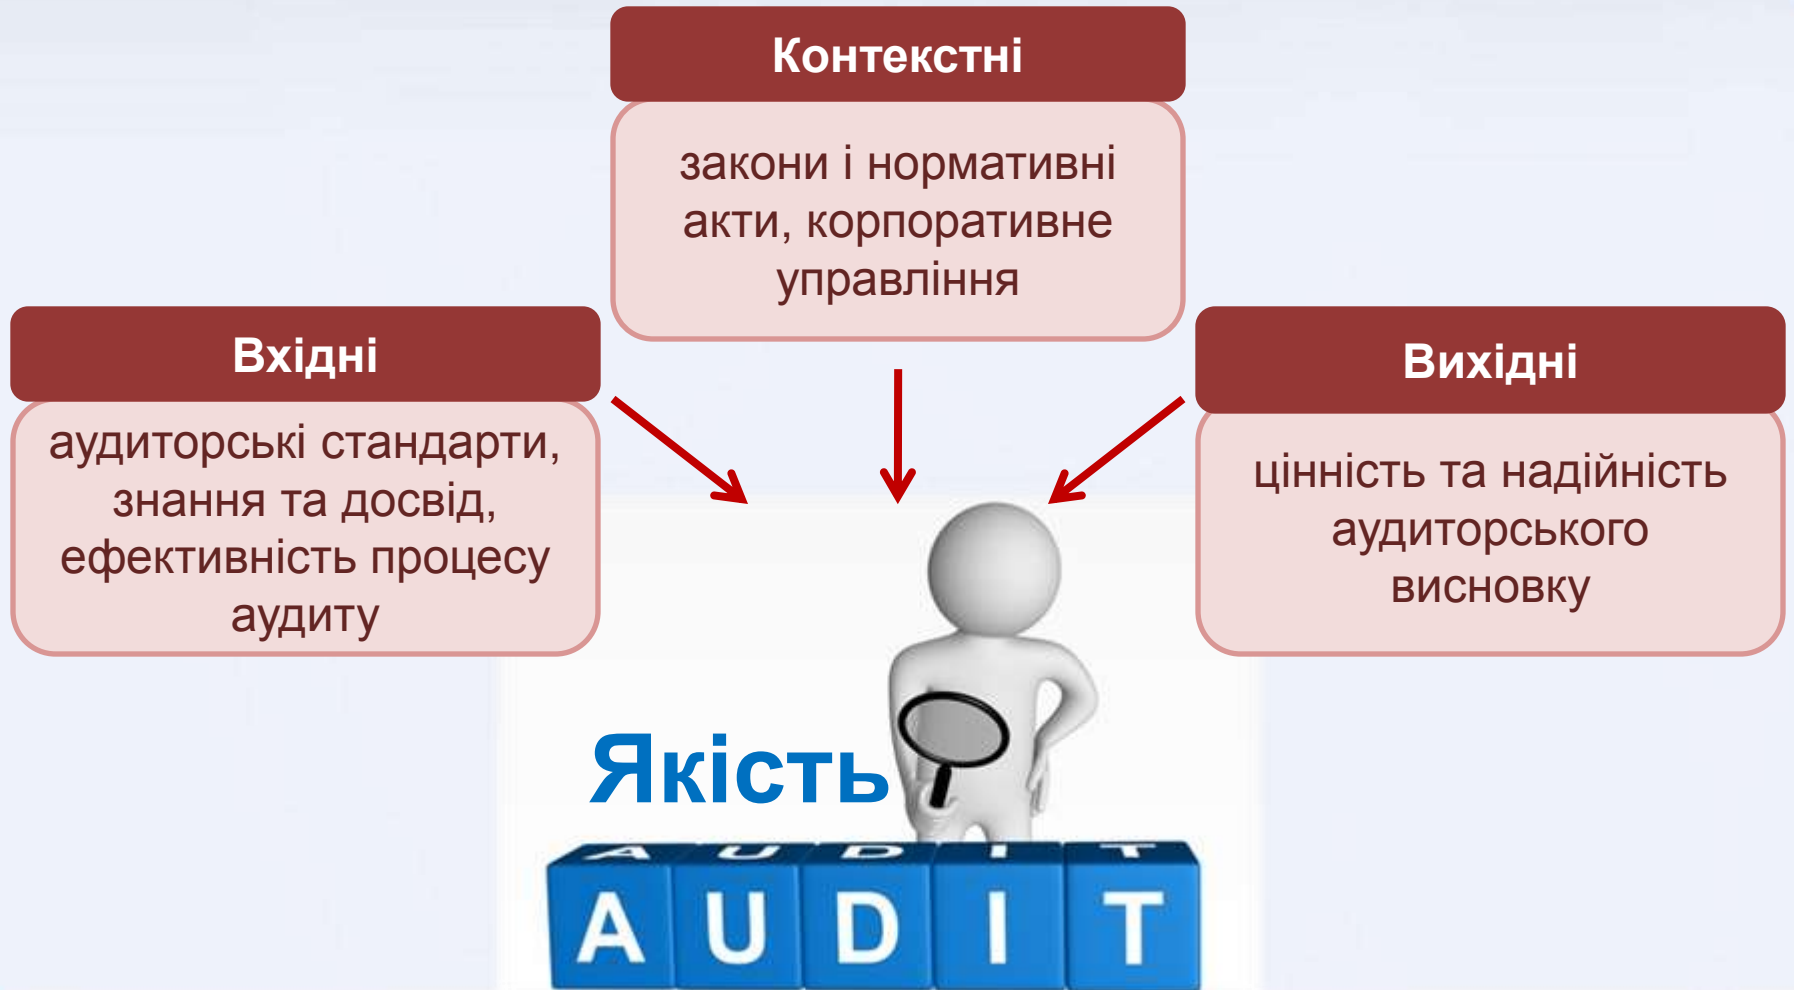 Контекстні
закони і нормативні
акти, корпоративне
управління
Вхідні
аудиторські стандарти,
знання та досвід,
ефективність процесу
аудиту
Вихідні
цінність та надійність
аудиторського
висновку
Якість
A U D I T
A U D I T